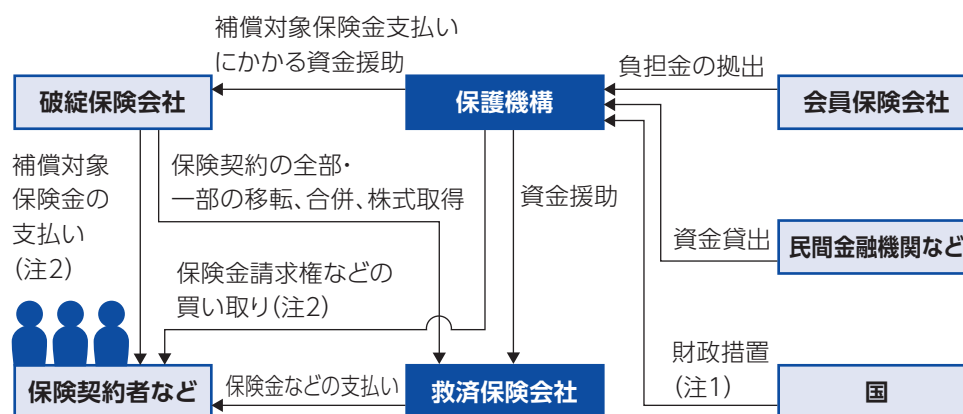 補償対象保険金支払い
にかかる資金援助
負担金の拠出
破綻保険会社
保護機構
会員保険会社
補償対象
保険金の
支払い
(注2)
保険契約の全部・
一部の移転、合併、株式取得
資金援助
資金貸出
民間金融機関など
保険金請求権などの
買い取り(注2)
財政措置
(注1)
保険契約者など
保険金などの支払い
救済保険会社
国